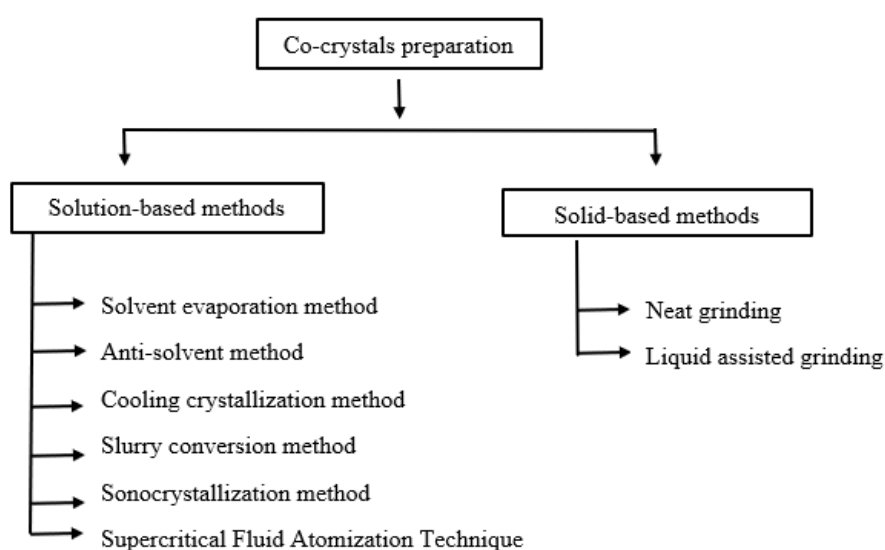 Co-crystals preparation
Solution-based methods
Solvent evaporation method
Anti-solvent method
Cooling crystallization method
Slurry conversion method
Sonocrystallization method
Supercritical Fluid Atomization Technique
Solid-based methods
Neat grinding
Liquid assisted grinding